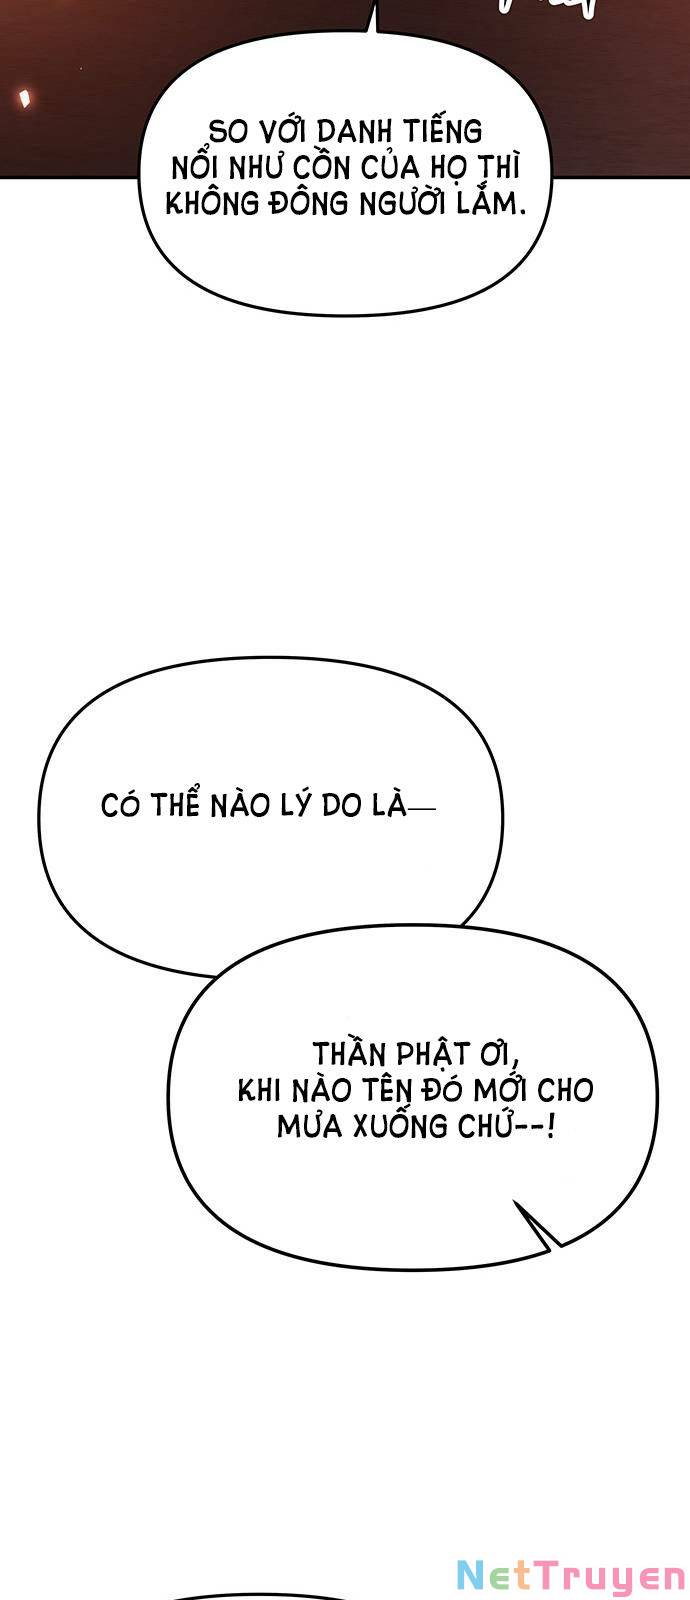 SO VỚI DANH TIẾNG
NỔI NHƯ CỒN CỦA HỌ THÌ
KHÔNG ĐÔNG NGƯỜI LẮM.
CÓ THỂ NÀO LÝ DO LÀ—
THẦN PHẬT ƠI,
KHI NÀO TÊN ĐÓ MỚI CHO
MƯA XUỐNG CHỨ--!
NetTruyen